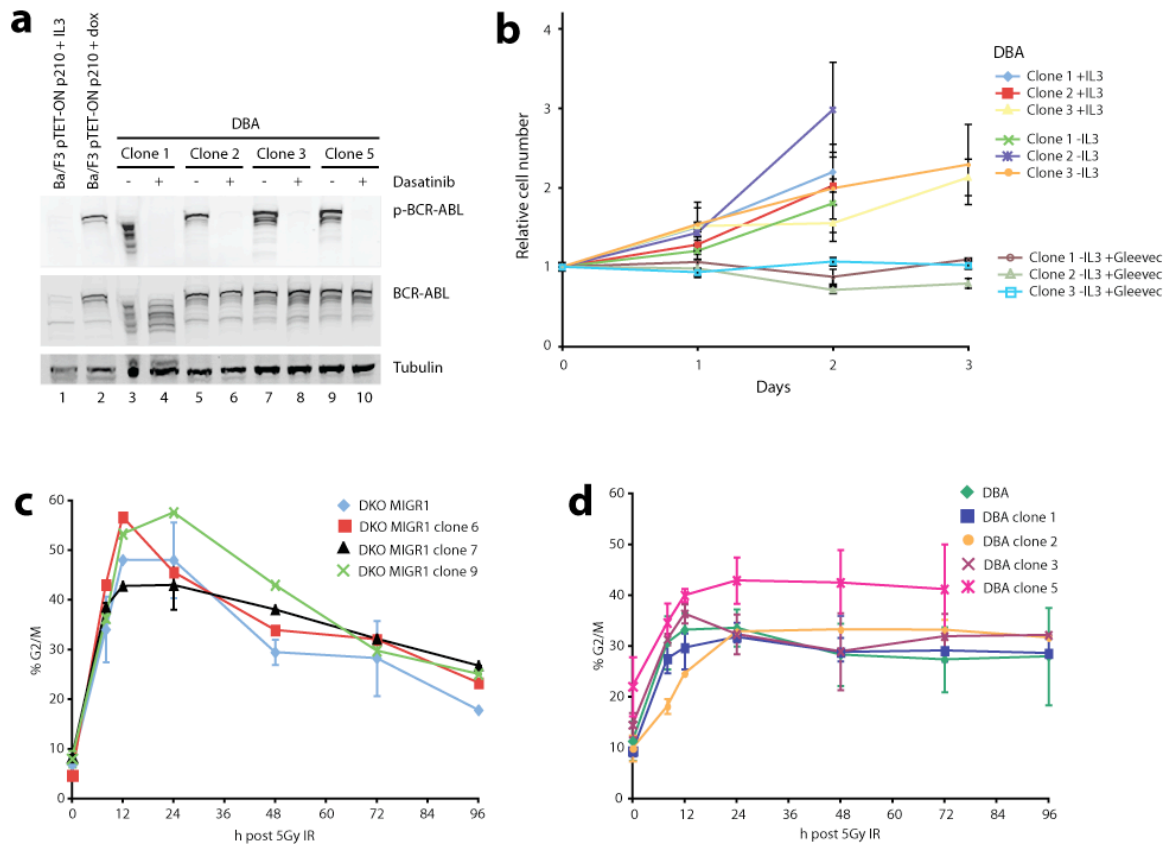 a
Ba/F3 pTET-ON p210 + IL3
Ba/F3 pTET-ON p210 + dox
DBA
Clone 1 Clone 2 Clone 3 Clone 5
- + - + - + - + Dasatinib
p-BCR-ABL
BCR-ABL
Tubulin
1 2 3 4 5 6 7 8 9 10
b
Relative cell number
4
3
2
1
0
0 1 2 3
Days
DBA
Clone 1 +IL3
Clone 2 +IL3
Clone 3 +IL3
Clone 1 -IL3
Clone 2 -IL3
Clone 3 -IL3
Clone 1 -IL3 +Gleevec
Clone 2 -IL3 +Gleevec
Clone 3 -IL3 +Gleevec
c
% G2/M
60
50
40
30
20
10
0
0 12 24 36 48 60 72 84 96
h post 5Gy IR
DKO MIGR1
DKO MIGR1 clone 6
DKO MIGR1 clone 7
DKO MIGR1 clone 9
d
% G2/M
60
50
40
30
20
10
0
0 12 24 36 48 60 72 84 96
h post 5Gy IR
DBA
DBA clone 1
DBA clone 2
DBA clone 3
DBA clone 5